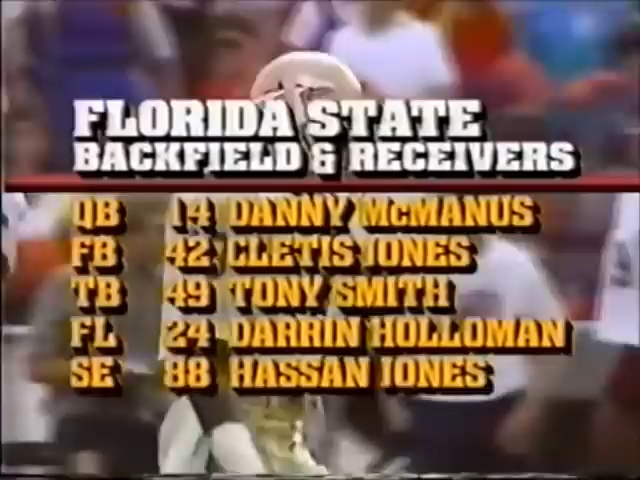 FLORIDA STATE
BACKFIELD & RECEIVERS
QB 14 DANNY McMANUS
FB 42 CLETIS JONES
TB 49 TONY SMITH
FL 24 DARRIN HOLLOMAN
SE 88 HASSAN JONES